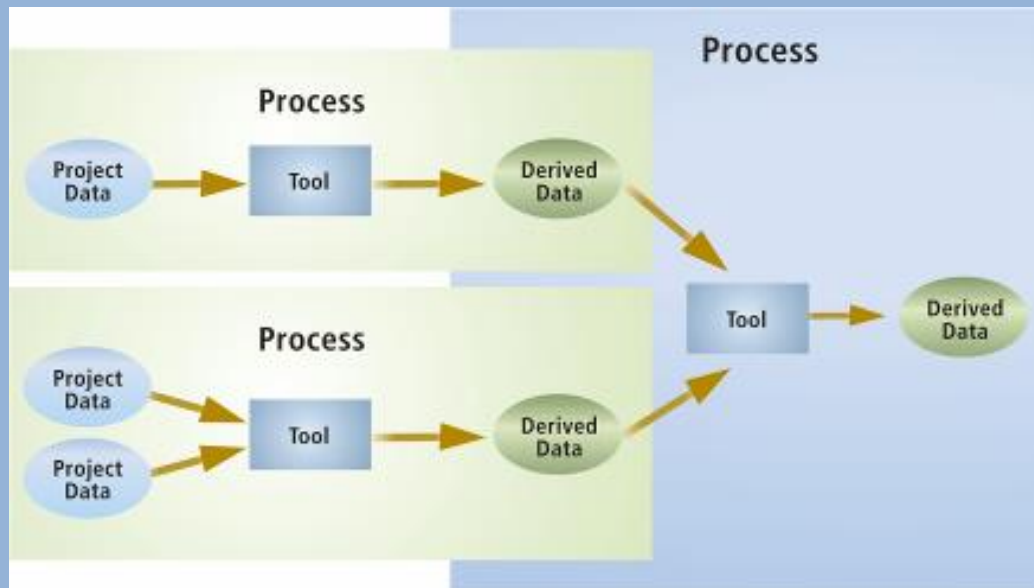 Process
Process
Project
Data
Tool
Derived
Data
Process
Project
Data
Project
Data
Tool
Derived
Data
Tool
Derived
Data